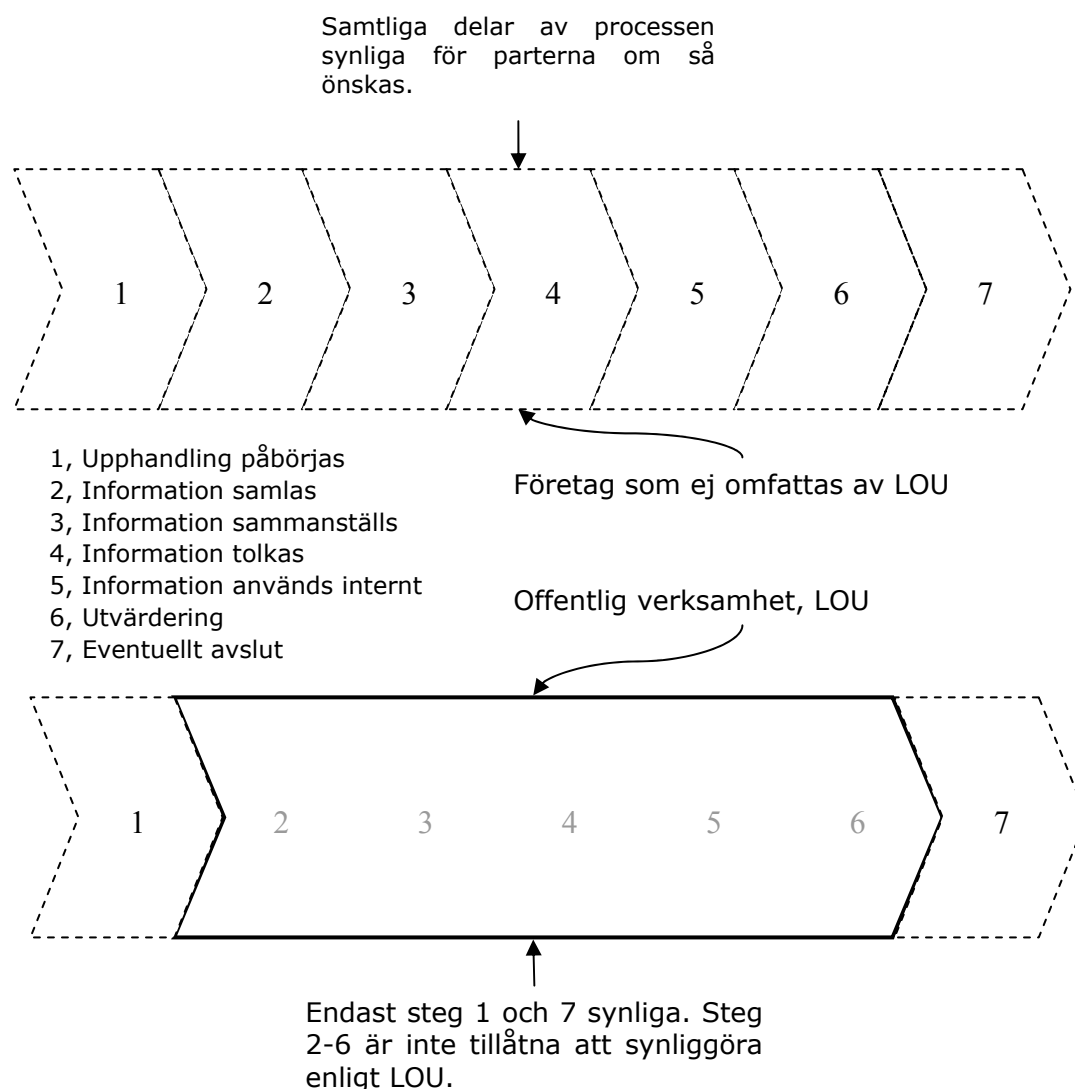 Samtliga delar av processen
synliga för parterna om så
önskas.
1 2 3 4 5 6 7
1, Upphandling påbörjas
2, Information samlas
3, Information sammanställs
4, Information tolkas
5, Information används internt
6, Utvärdering
7, Eventuellt avslut
Företag som ej omfattas av LOU
Offentlig verksamhet, LOU
1 2 3 4 5 6 7
Endast steg 1 och 7 synliga. Steg
2-6 är inte tillåtna att synliggöra
enligt LOU.